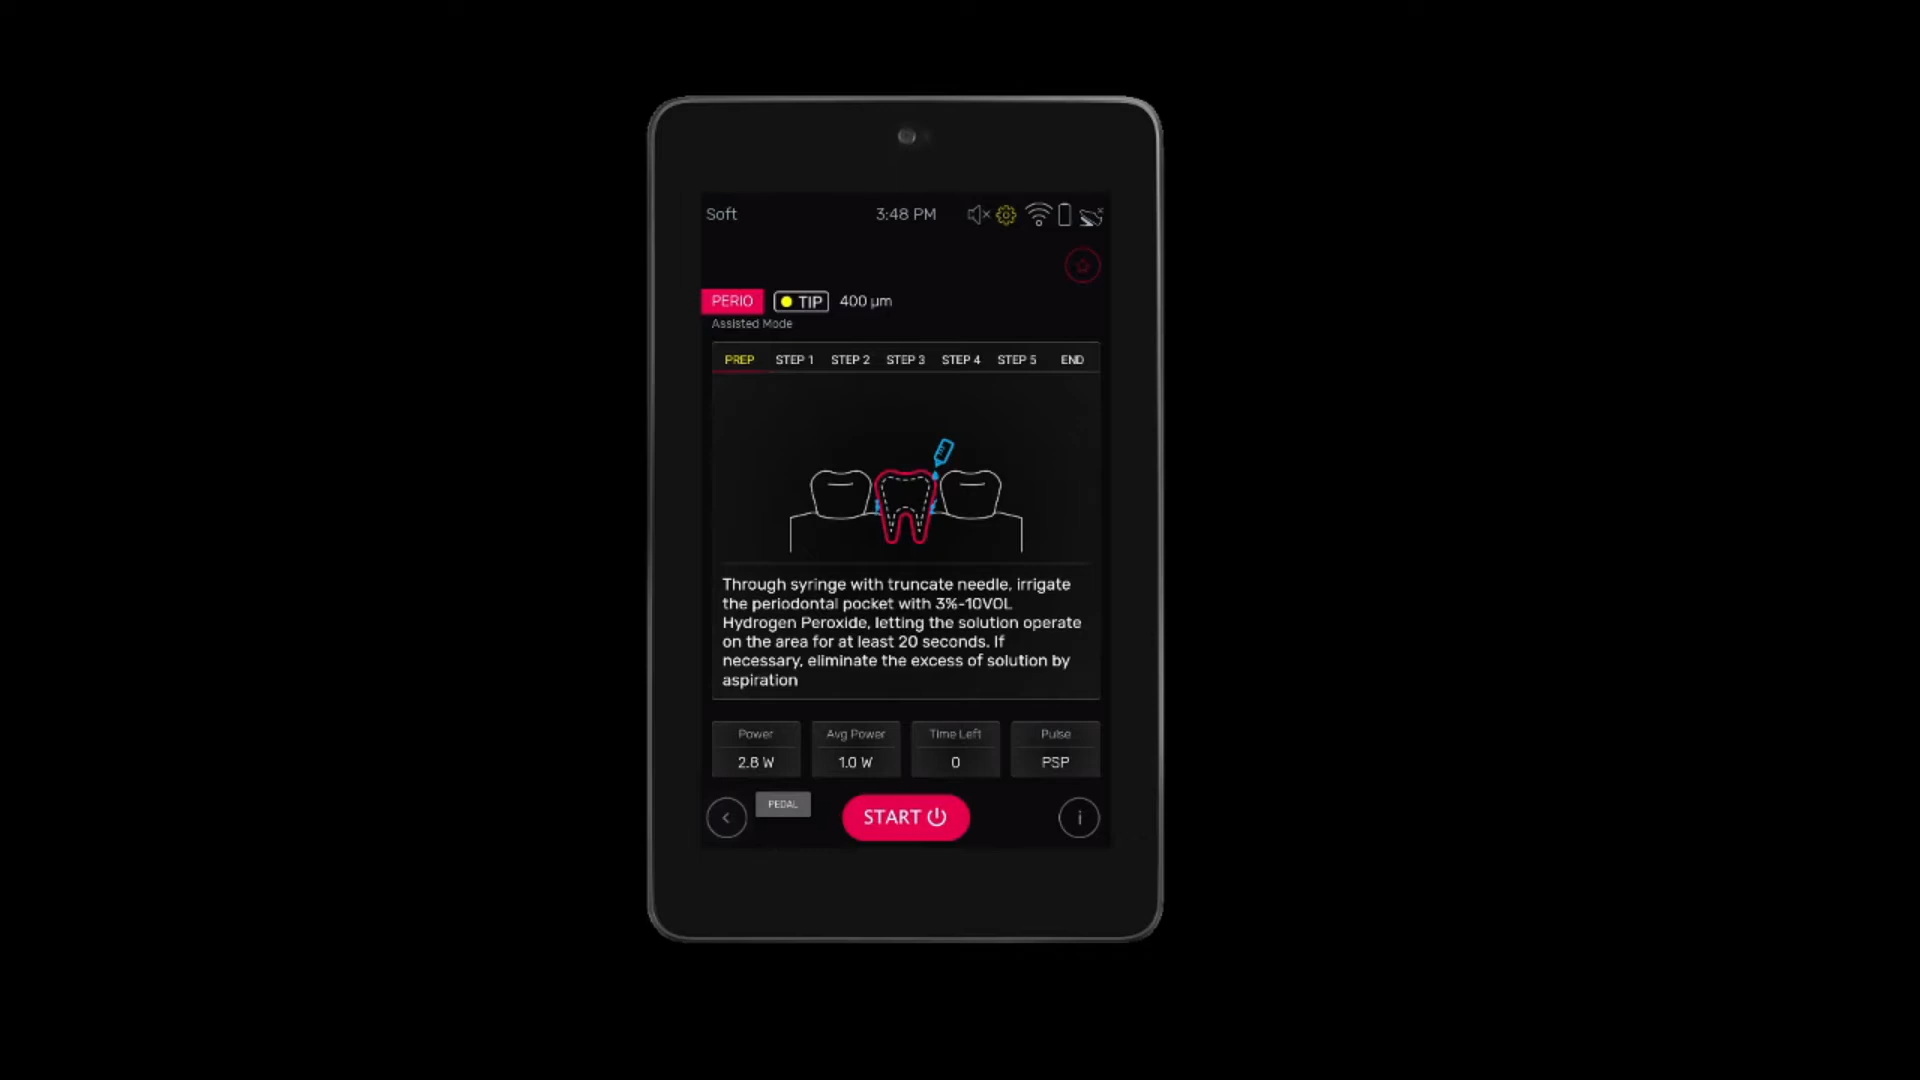 Soft 3:48 PM
PERIO TIP 400 µm
Assisted Mode
PREP STEP 1 STEP 2 STEP 3 STEP 4 STEP 5 END
Through syringe with truncate needle, irrigate
the periodontal pocket with 3%-10VOL
Hydrogen Peroxide, letting the solution operate
on the area for at least 20 seconds. If
necessary, eliminate the excess of solution by
aspiration
Power Avg Power Time Left Pulse
2.8 W 1.0 W 0 PSP
PEDAL START i